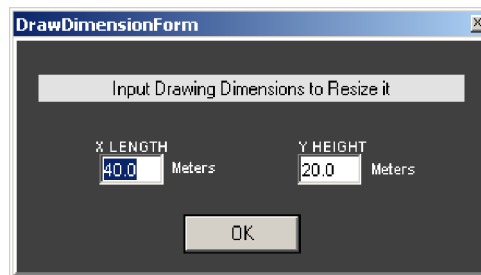 DrawDimensionForm
Input Drawing Dimensions to Resize it
X LENGTH Y HEIGHT
40.0 Meters 20.0 Meters
OK